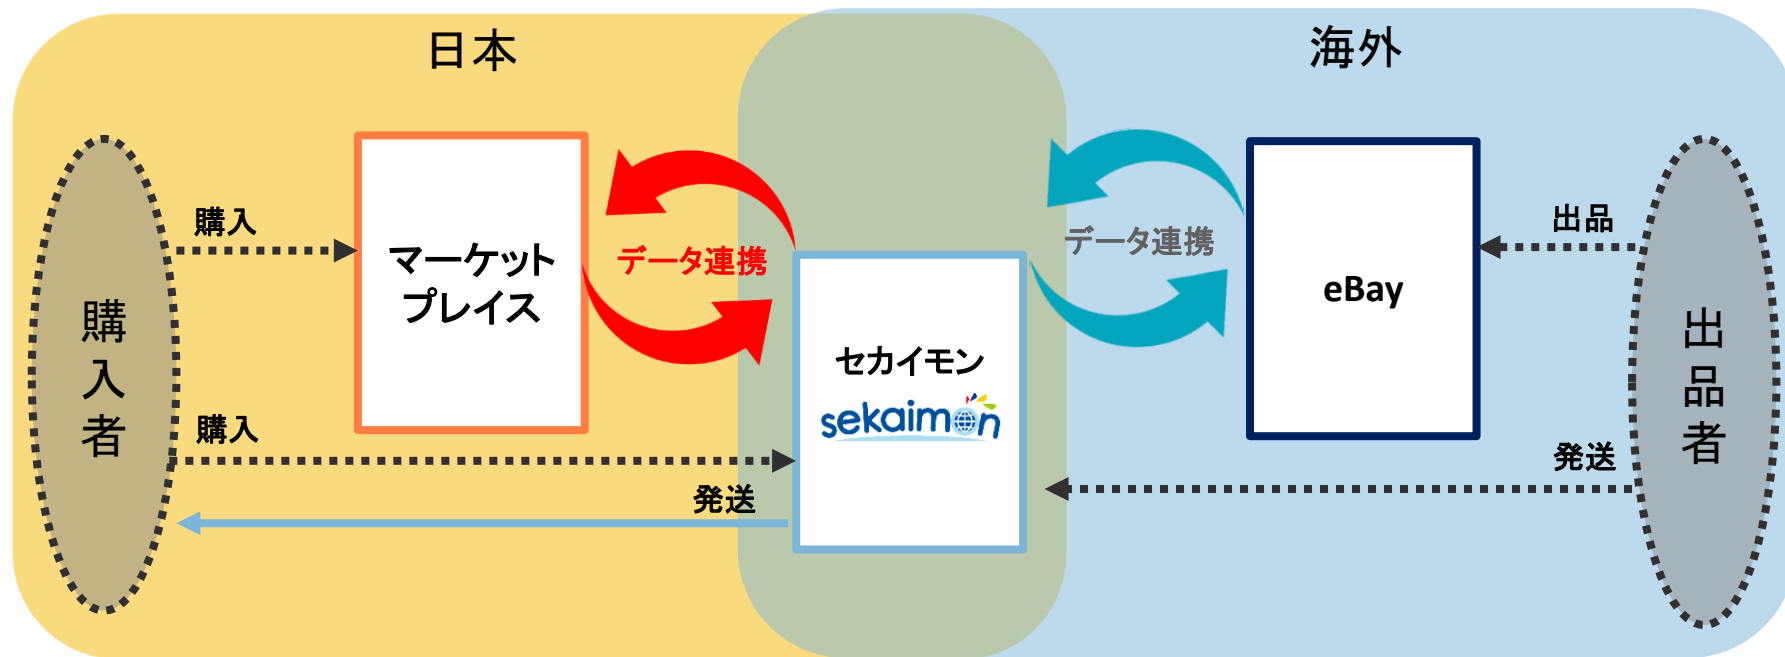 日本
海外
購入
マーケット
プレイス
データ連携
データ連携
出品
eBay
購入者
出品者
セカイモン
sekaimon
購入
発送
発送